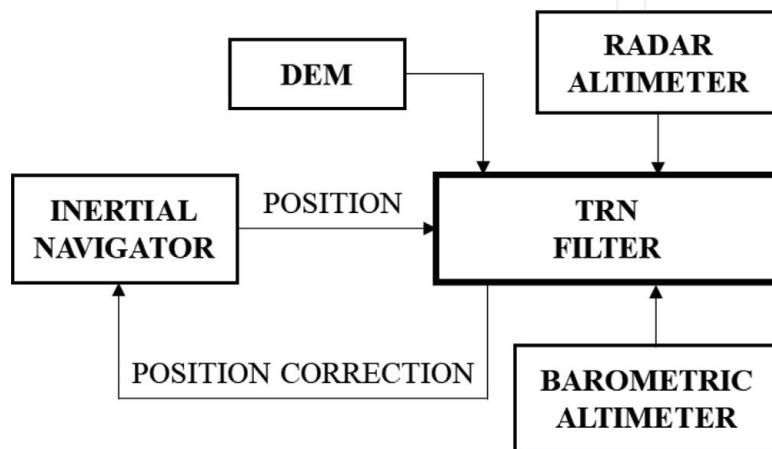 RADAR
ALTIMETER
DEM
INERTIAL
NAVIGATOR
POSITION
TRN
FILTER
POSITION CORRECTION
BAROMETRIC
ALTIMETER